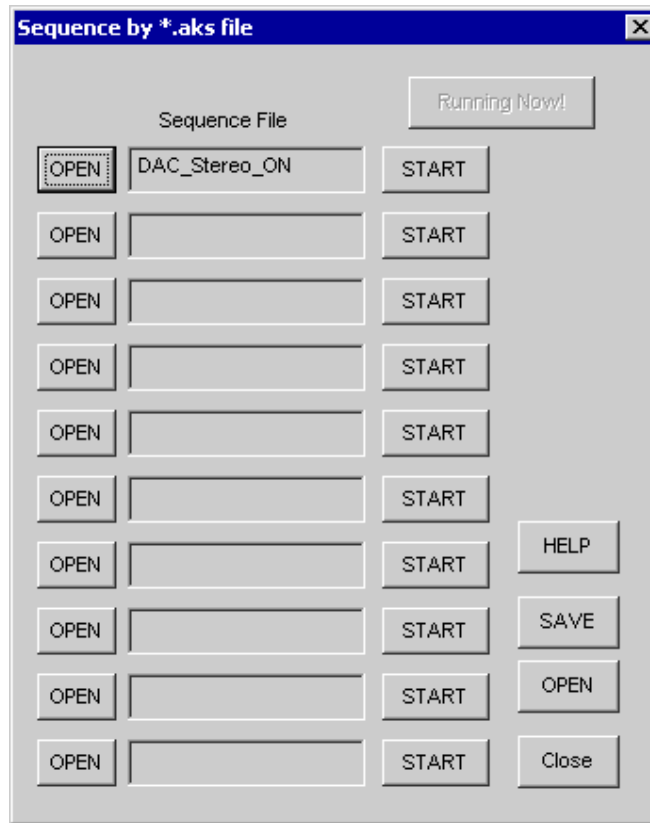 Sequence by *.aks file
Running Now!
Sequence File
OPEN DAC_Stereo_ON START
OPEN START
OPEN START
OPEN START
OPEN START
OPEN START
HELP
OPEN START
SAVE
OPEN START
OPEN
OPEN START
Close
OPEN START